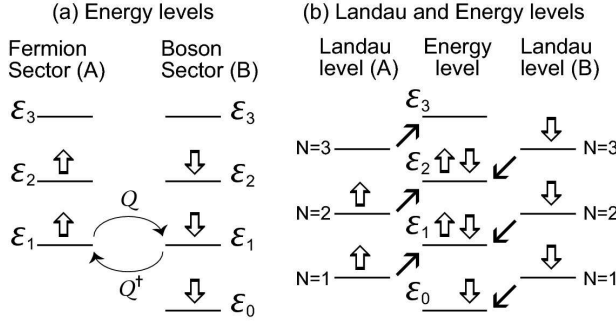 (a) Energy levels
Fermion
Sector (A)
Boson
Sector (B)
ε3 ε3
ε2 ε2
Q
ε1 ε1
Q†
ε0
(b) Landau and Energy levels
Landau
level (A)
Energy
level
Landau
level (B)
ε3
N=3 N=3
ε2
N=2 N=2
ε1
N=1 N=1
ε0